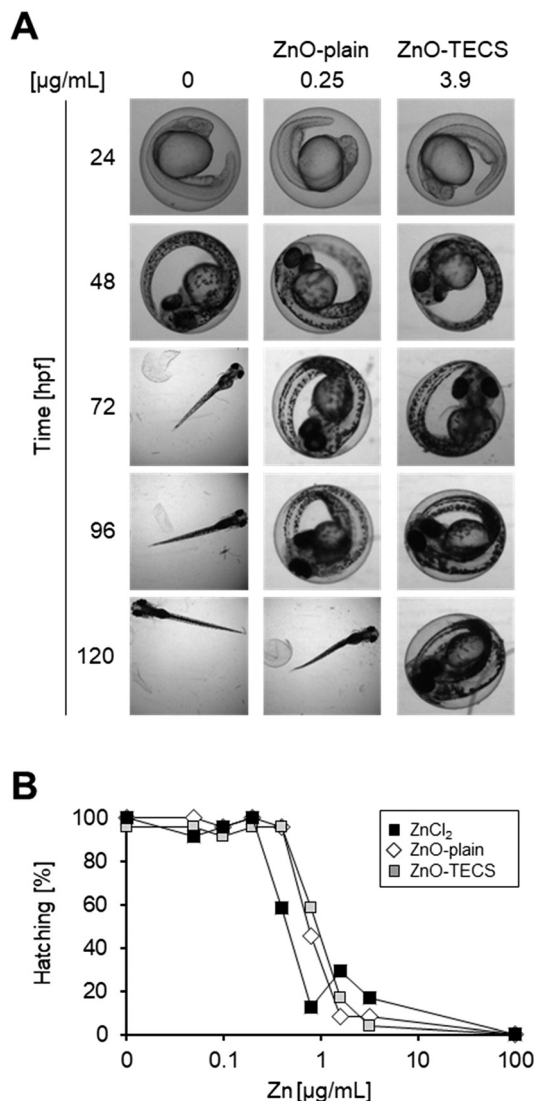 A
ZnO-plain ZnO-TECS
[µg/mL] 0 0.25 3.9
24
48
Time [hpf]
72
96
120
B
100
80
60
40
20
0
Hatching [%]
ZnCl₂
ZnO-plain
ZnO-TECS
0 0.1 1 10 100
Zn [µg/mL]